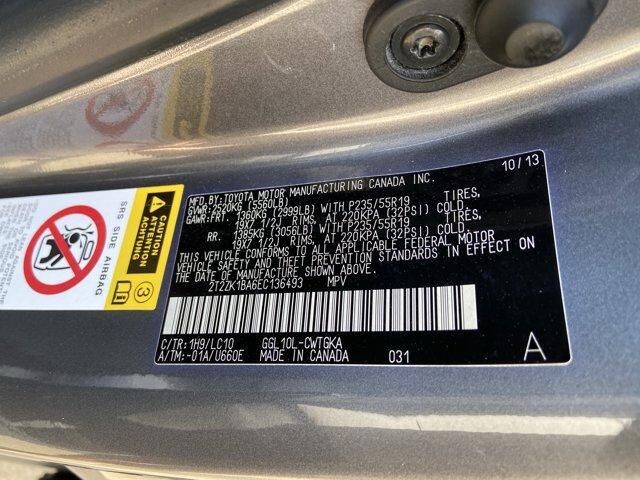 10/13
MFD.BY:TOYOTA MOTOR MANUFACTURING CANADA INC.
GVWR:2520KG (5560LB)
GAWR:FRT. 1360KG (2999LB) WITH P235/55R19 TIRES,
19X7 1/2J RIMS, AT 220KPA (32PSI) COLD.
RR. 1385KG (3056LB) WITH P235/55R19 TIRES,
19X7 1/2J RIMS, AT 220KPA (32PSI) COLD.
THIS VEHICLE CONFORMS TO ALL APPLICABLE FEDERAL MOTOR
VEHICLE SAFETY AND THEFT PREVENTION STANDARDS IN EFFECT ON
THE DATE OF MANUFACTURE SHOWN ABOVE.
2T2ZK1BA6EC136493 MPV
C/TR:1H9/LC10 GGL10L-CWTGKA
A/TM:-01A/U660E MADE IN CANADA 031 A
CAUTION
ATTENTION
ACHTUNG
SRS SIDE AIRBAG
3